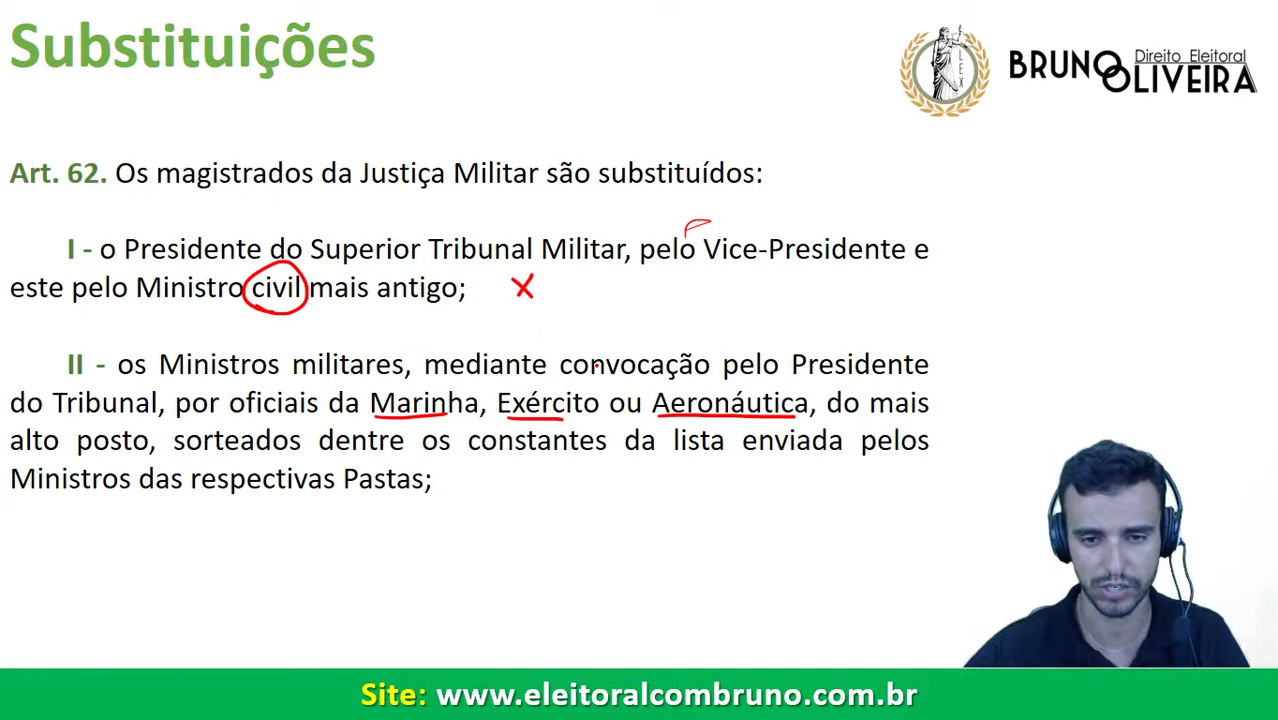 Substituições
BRUNO OLIVEIRA
Direito Eleitoral
LEX
Art. 62. Os magistrados da Justiça Militar são substituídos:
I - o Presidente do Superior Tribunal Militar, pelo Vice-Presidente e
este pelo Ministro civil mais antigo;
II - os Ministros militares, mediante convocação pelo Presidente
do Tribunal, por oficiais da Marinha, Exército ou Aeronáutica, do mais
alto posto, sorteados dentre os constantes da lista enviada pelos
Ministros das respectivas Pastas;
Site: www.eleitoralcombruno.com.br